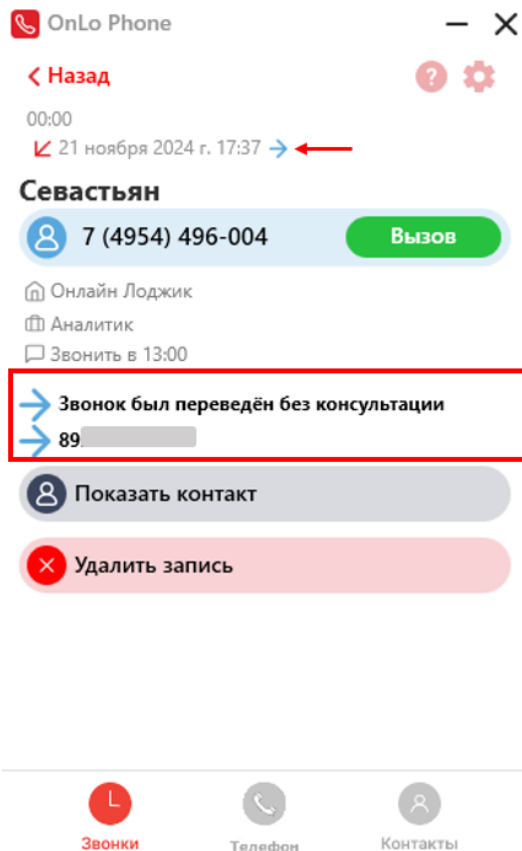 OnLo Phone
Назад
00:00
21 ноября 2024 г. 17:37
Севастьян
7 (4954) 496-004
Вызов
Онлайн Лоджик
Аналитик
Звонить в 13:00
Звонок был переведён без консультации
89
Показать контакт
Удалить запись
Звонки Телефон Контакты